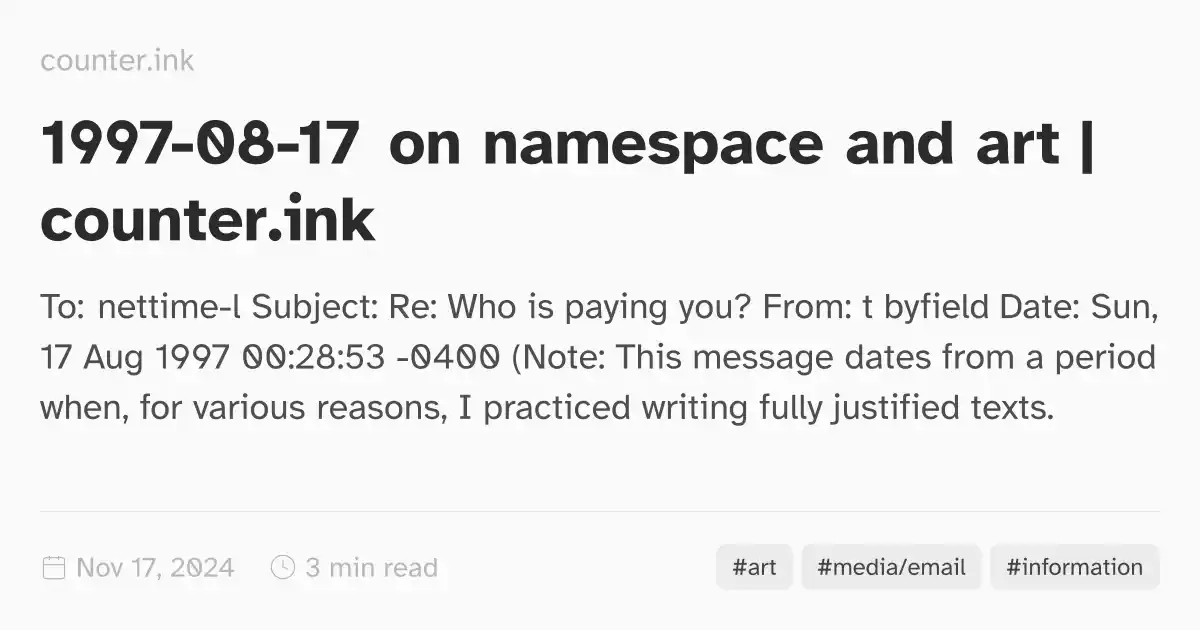 counter.ink
1997-08-17 on namespace and art |
counter.ink
To: nettime-l Subject: Re: Who is paying you? From: t byfield Date: Sun,
17 Aug 1997 00:28:53 -0400 (Note: This message dates from a period
when, for various reasons, I practiced writing fully justified texts.
Nov 17, 2024 3 min read #art #media/email #information